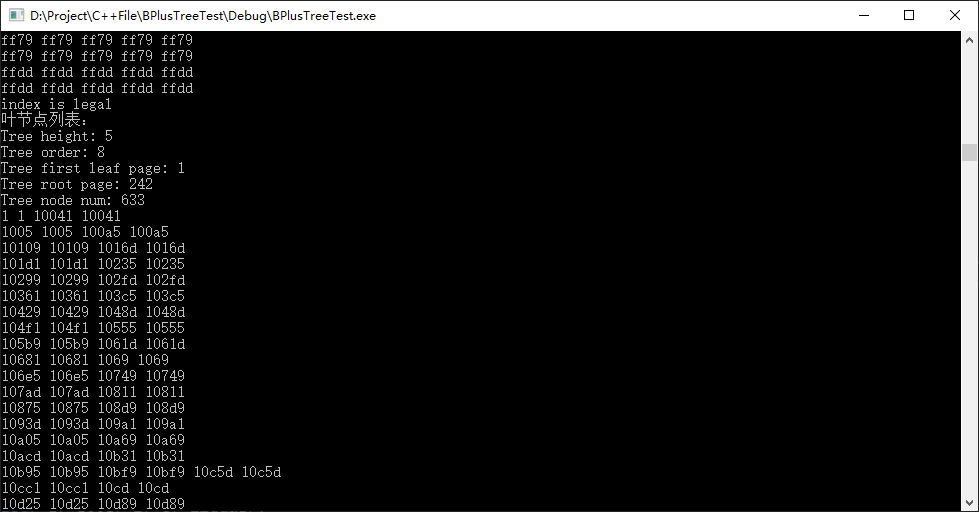 D:\Project\C++File\BPlusTreeTest\Debug\BPlusTreeTest.exe
ff79 ff79 ff79 ff79 ff79
ff79 ff79 ff79 ff79 ff79
ffdd ffdd ffdd ffdd ffdd
ffdd ffdd ffdd ffdd ffdd
index is legal
叶节点列表：
Tree height: 5
Tree order: 8
Tree first leaf page: 1
Tree root page: 242
Tree node num: 633
1 1 10041 10041
1005 1005 100a5 100a5
10109 10109 1016d 1016d
101d1 101d1 10235 10235
10299 10299 102fd 102fd
10361 10361 103c5 103c5
10429 10429 1048d 1048d
104f1 104f1 10555 10555
105b9 105b9 1061d 1061d
10681 10681 1069 1069
106e5 106e5 10749 10749
107ad 107ad 10811 10811
10875 10875 108d9 108d9
1093d 1093d 109a1 109a1
10a05 10a05 10a69 10a69
10acd 10acd 10b31 10b31
10b95 10b95 10bf9 10bf9 10c5d 10c5d
10cc1 10cc1 10cd 10cd
10d25 10d25 10d89 10d89